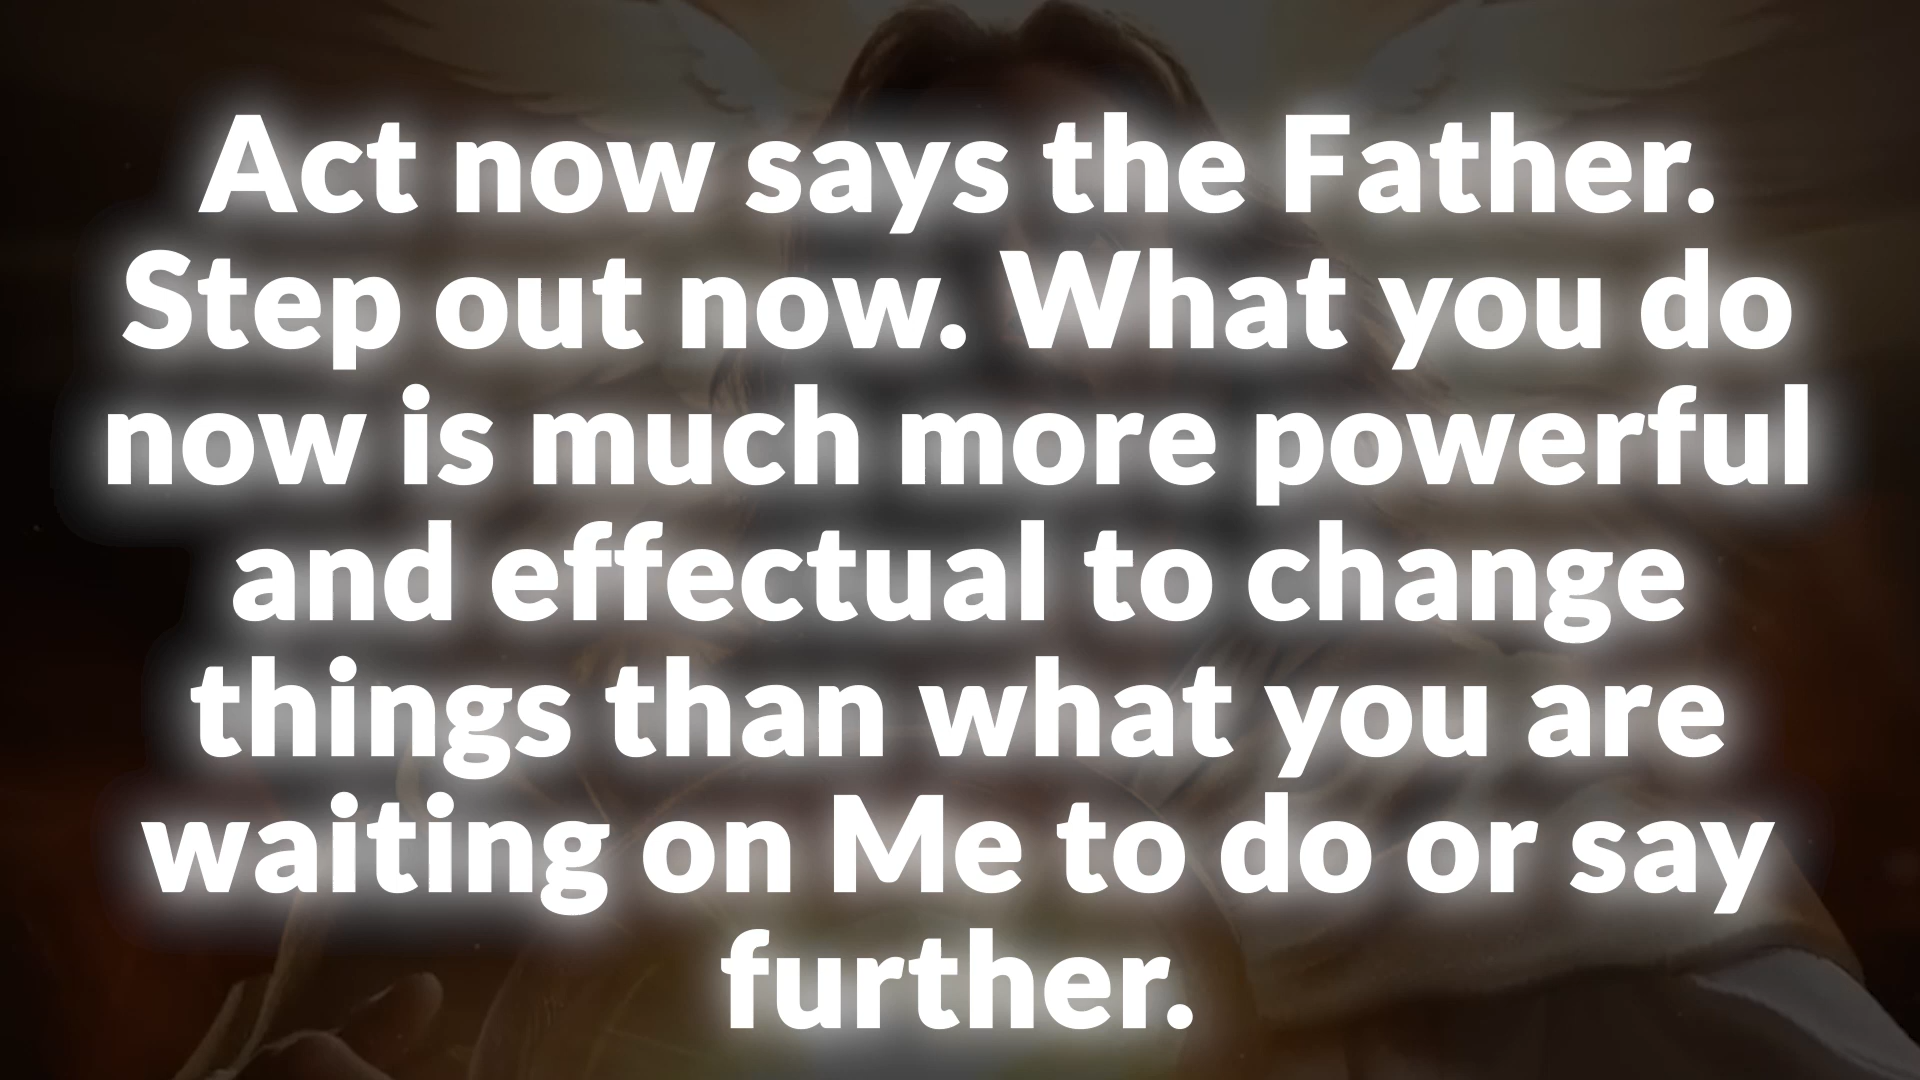 Act now says the Father.
Step out now. What you do
now is much more powerful
and effectual to change
things than what you are
waiting on Me to do or say
further.